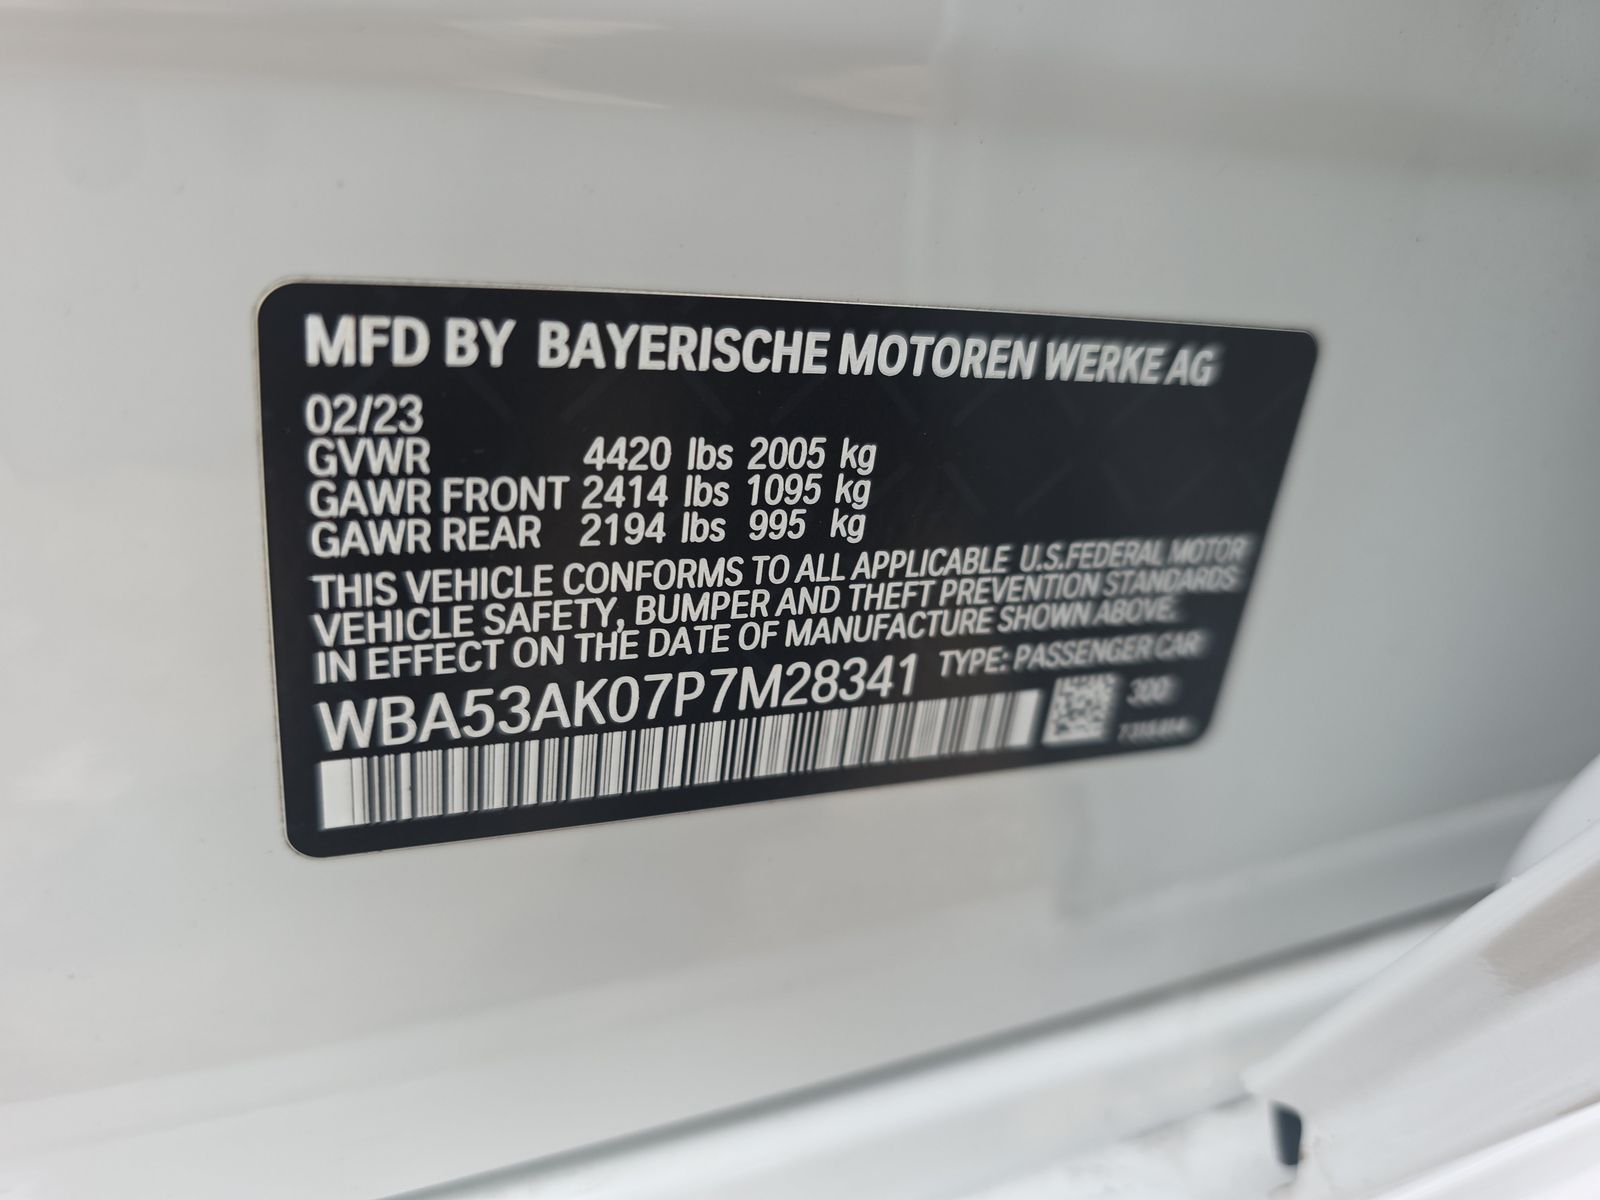 MFD BY BAYERISCHE MOTOREN WERKE AG
02/23
GVWR 4420 lbs 2005 kg
GAWR FRONT 2414 lbs 1095 kg
GAWR REAR 2194 lbs 995 kg
THIS VEHICLE CONFORMS TO ALL APPLICABLE U.S.FEDERAL MOTOR
VEHICLE SAFETY, BUMPER AND THEFT PREVENTION STANDARDS
IN EFFECT ON THE DATE OF MANUFACTURE SHOWN ABOVE.
WBA53AK07P7M28341 TYPE: PASSENGER CAR
300